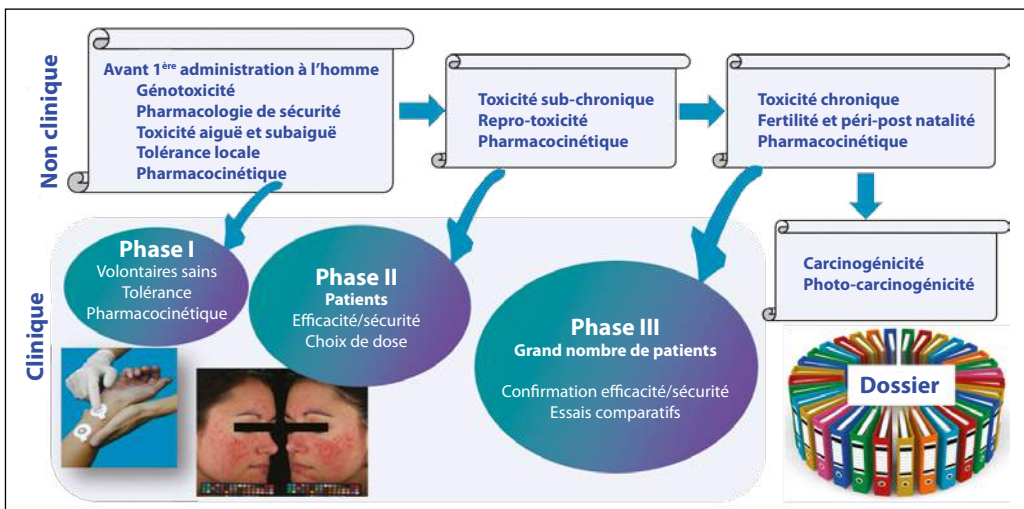 Non clinique
Avant 1ère administration à l’homme
Génotoxicité
Pharmacologie de sécurité
Toxicité aiguë et subaiguë
Tolérance locale
Pharmacocinétique
Toxicité sub-chronique
Repro-toxicité
Pharmacocinétique
Toxicité chronique
Fertilité et péri-post natalité
Pharmacocinétique
Carcinogénicité
Photo-carcinogénicité
Clinique
Phase I
Volontaires sains
Tolérance
Pharmacocinétique
Phase II
Patients
Efficacité/sécurité
Choix de dose
Phase III
Grand nombre de patients
Confirmation efficacité/sécurité
Essais comparatifs
Dossier